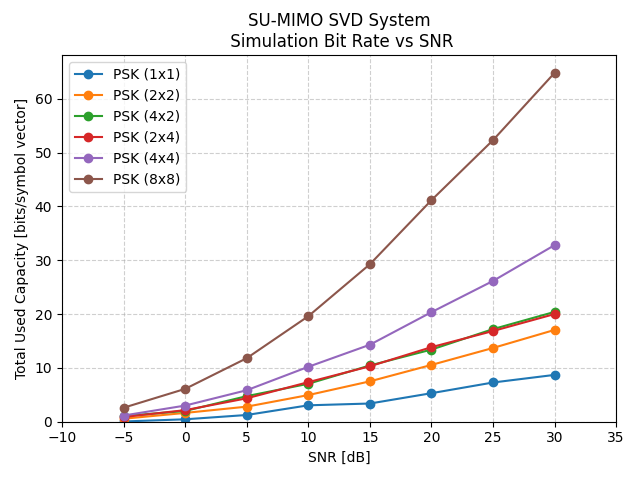 SU-MIMO SVD System
Simulation Bit Rate vs SNR
Total Used Capacity [bits/symbol vector]
60
50
40
30
20
10
0
PSK (1x1)
PSK (2x2)
PSK (4x2)
PSK (2x4)
PSK (4x4)
PSK (8x8)
−10 −5 0 5 10 15 20 25 30 35
SNR [dB]